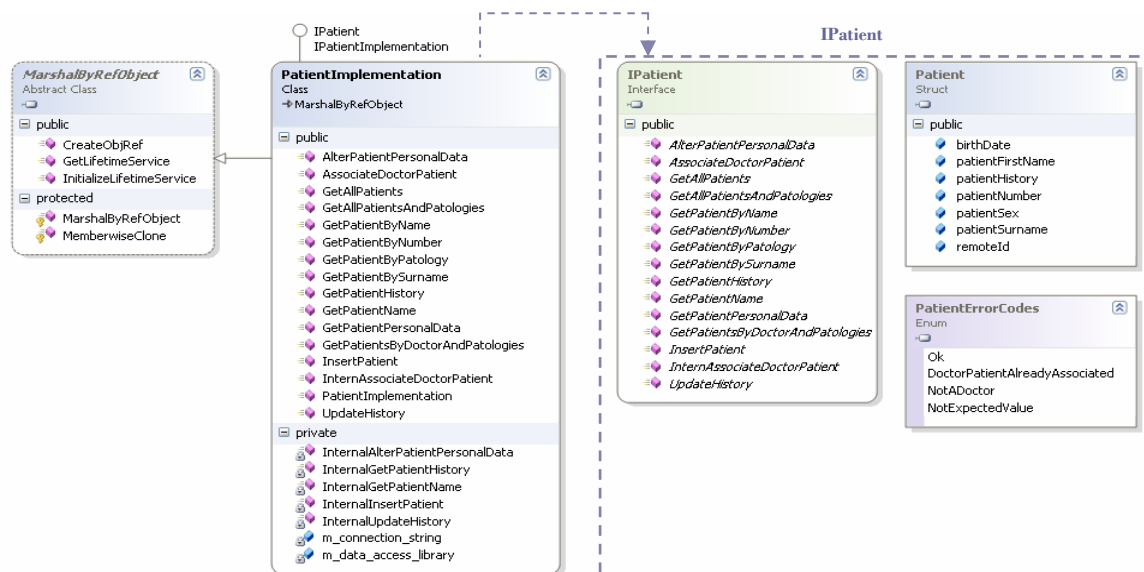 IPatient
IPatientImplementation
IPatient
MarshalByRefObject
Abstract Class
public
CreateObjRef
GetLifetimeService
InitializeLifetimeService
protected
MarshalByRefObject
MemberwiseClone
PatientImplementation
Class
MarshalByRefObject
public
AlterPatientPersonalData
AssociateDoctorPatient
GetAllPatients
GetAllPatientsAndPatologies
GetPatientByName
GetPatientByNumber
GetPatientByPatology
GetPatientBySurname
GetPatientHistory
GetPatientName
GetPatientPersonalData
GetPatientsByDoctorAndPatologies
InsertPatient
InternAssociateDoctorPatient
PatientImplementation
UpdateHistory
private
InternalAlterPatientPersonalData
InternalGetPatientHistory
InternalGetPatientName
InternalInsertPatient
InternalUpdateHistory
m_connection_string
m_data_access_library
IPatient
Interface
public
AlterPatientPersonalData
AssociateDoctorPatient
GetAllPatients
GetAllPatientsAndPatologies
GetPatientByName
GetPatientByNumber
GetPatientByPatology
GetPatientBySurname
GetPatientHistory
GetPatientName
GetPatientPersonalData
GetPatientsByDoctorAndPatologies
InsertPatient
InternAssociateDoctorPatient
UpdateHistory
Patient
Struct
public
birthDate
patientFirstName
patientHistory
patientNumber
patientSex
patientSurname
remoteId
PatientErrorCodes
Enum
Ok
DoctorPatientAlreadyAssociated
NotADoctor
NotExpectedValue